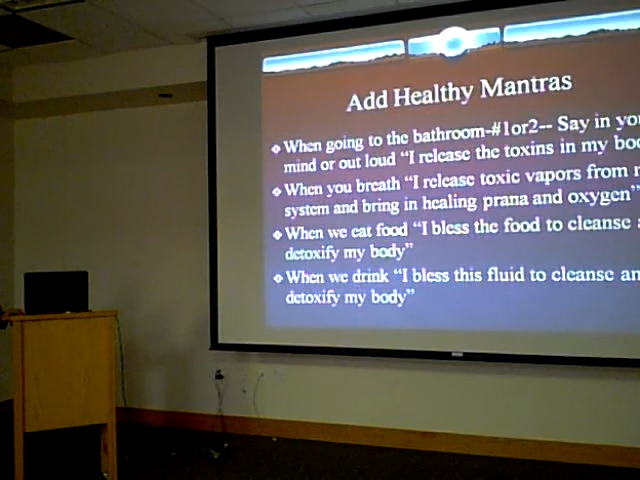 Add Healthy Mantras
❖ When going to the bathroom-#1or2-- Say in you
mind or out loud “I release the toxins in my bo
❖ When you breath “I release toxic vapors from
system and bring in healing prana and oxygen”
❖ When we eat food “I bless the food to cleanse
detoxify my body”
❖ When we drink “I bless this fluid to cleanse an
detoxify my body”